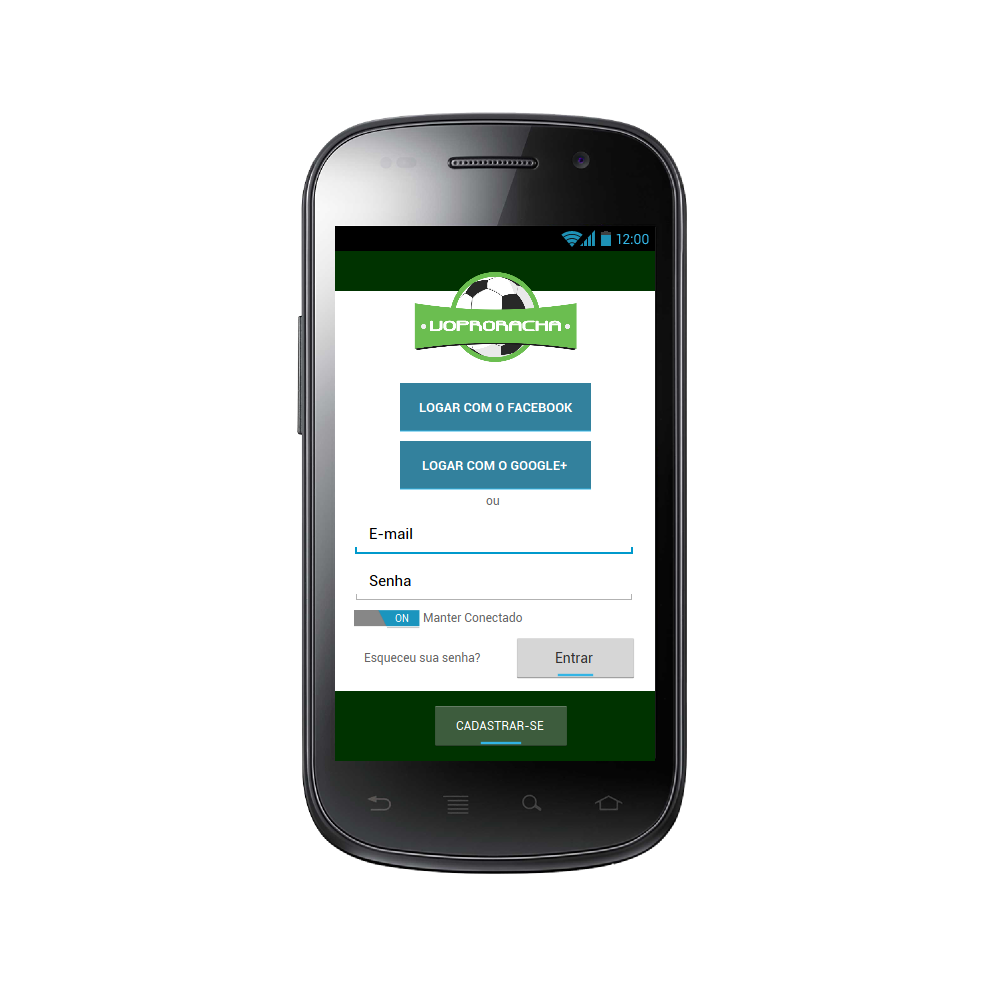 12:00
VOPRORACHA
LOGAR COM O FACEBOOK
LOGAR COM O GOOGLE+
ou
E-mail
Senha
ON Manter Conectado
Esqueceu sua senha? Entrar
CADASTRAR-SE